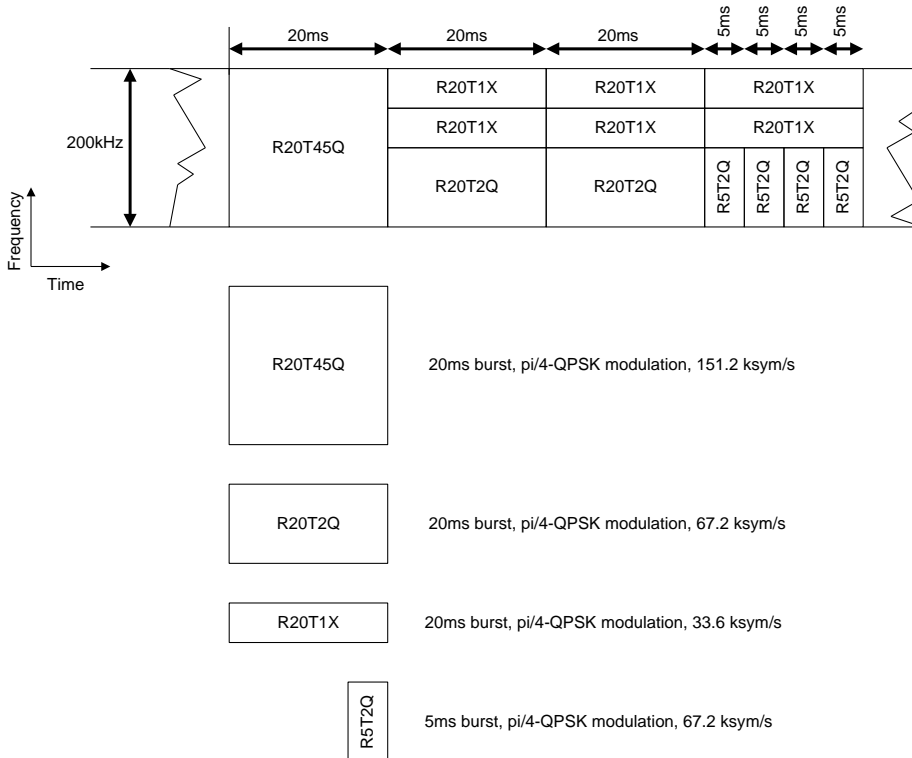 20ms 20ms 20ms 5ms 5ms 5ms 5ms
R20T1X R20T1X R20T1X
200kHz R20T45Q R20T1X R20T1X R20T1X
R20T2Q R20T2Q R5T2Q R5T2Q R5T2Q R5T2Q
Frequency
Time
R20T45Q 20ms burst, pi/4-QPSK modulation, 151.2 ksym/s
R20T2Q 20ms burst, pi/4-QPSK modulation, 67.2 ksym/s
R20T1X 20ms burst, pi/4-QPSK modulation, 33.6 ksym/s
R5T2Q 5ms burst, pi/4-QPSK modulation, 67.2 ksym/s